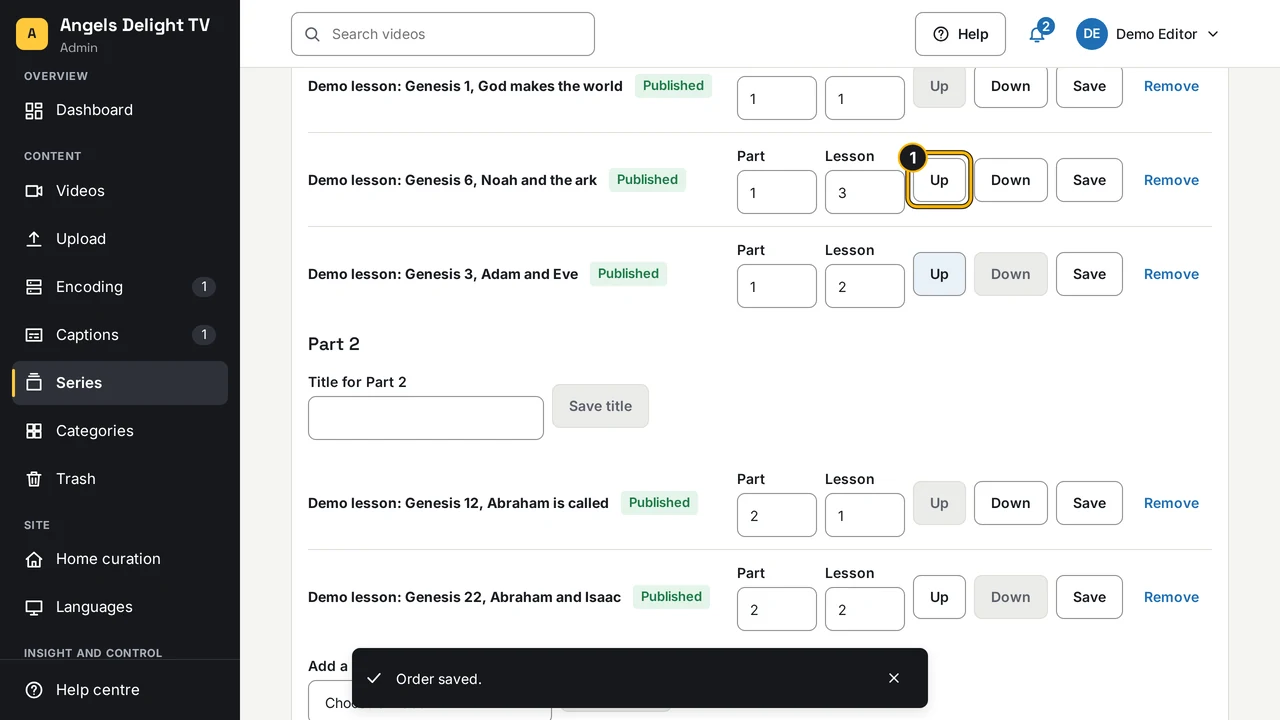 A
Angels Delight TV
Admin
OVERVIEW
Dashboard
CONTENT
Videos
Upload
Encoding 1
Captions 1
Series
Categories
Trash
SITE
Home curation
Languages
INSIGHT AND CONTROL
Help centre
Search videos
Help
2
DE Demo Editor
Demo lesson: Genesis 1, God makes the world Published 1 1 Up Down Save Remove
Part Lesson
1
Demo lesson: Genesis 6, Noah and the ark Published 1 3 Up Down Save Remove
Part Lesson
Demo lesson: Genesis 3, Adam and Eve Published 1 2 Up Down Save Remove
Part 2
Title for Part 2
Save title
Part Lesson
Demo lesson: Genesis 12, Abraham is called Published 2 1 Up Down Save Remove
Part Lesson
Demo lesson: Genesis 22, Abraham and Isaac Published 2 2 Up Down Save Remove
Add a
Order saved.